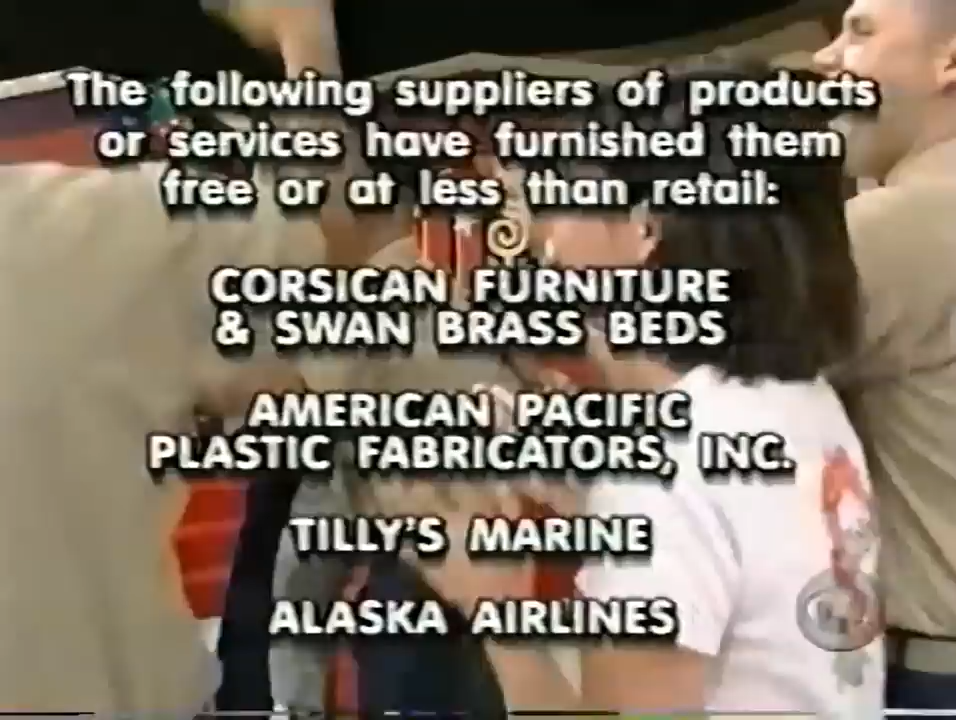 The following suppliers of products
or services have furnished them
free or at less than retail:
CORSICAN FURNITURE
& SWAN BRASS BEDS
AMERICAN PACIFIC
PLASTIC FABRICATORS, INC.
TILLY'S MARINE
ALASKA AIRLINES